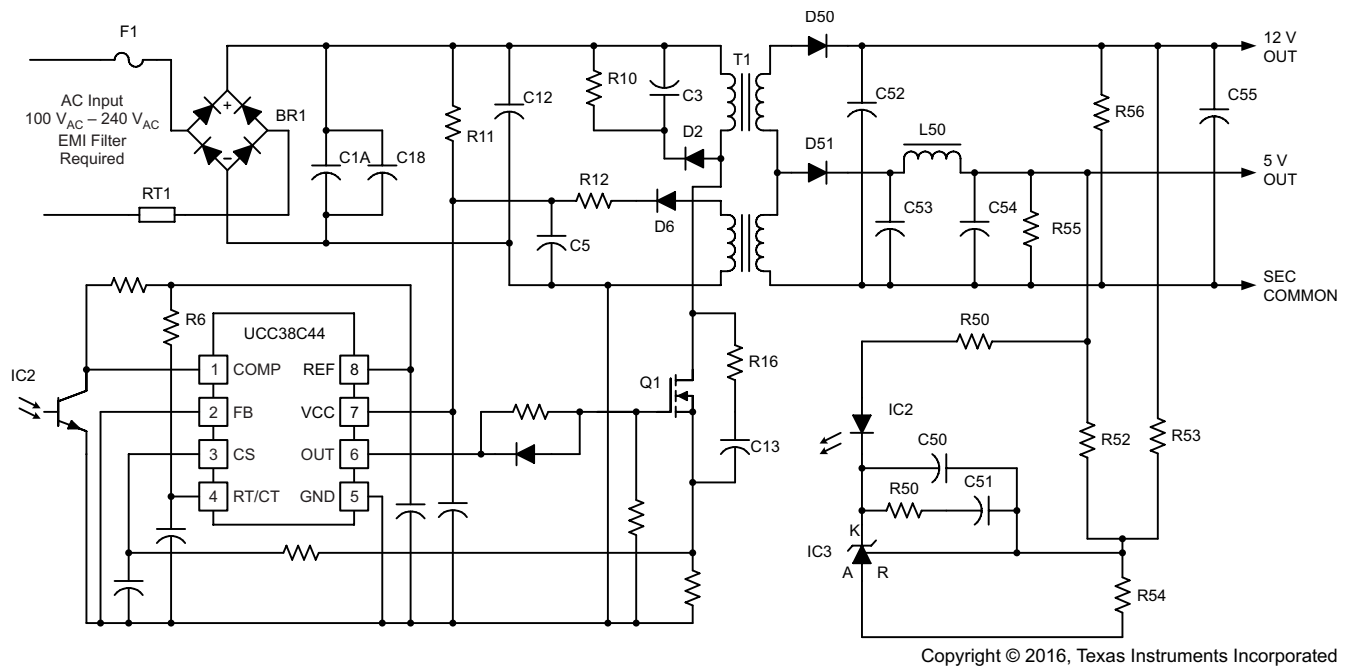 F1
D50
12 V
OUT
AC Input
100 VAC – 240 VAC
EMI Filter
Required
BR1
RT1
C1A
C18
R11
C12
R10
C3
D2
T1
R12
D6
C5
C52
D51
L50
C53
C54
R55
R56
C55
5 V
OUT
SEC
COMMON
R6
UCC38C44
IC2
1 COMP REF 8
2 FB VCC 7
3 CS OUT 6
4 RT/CT GND 5
Q1
R16
C13
R50
IC2
C50
R50
C51
K
IC3
A R
R52
R53
R54
Copyright © 2016, Texas Instruments Incorporated